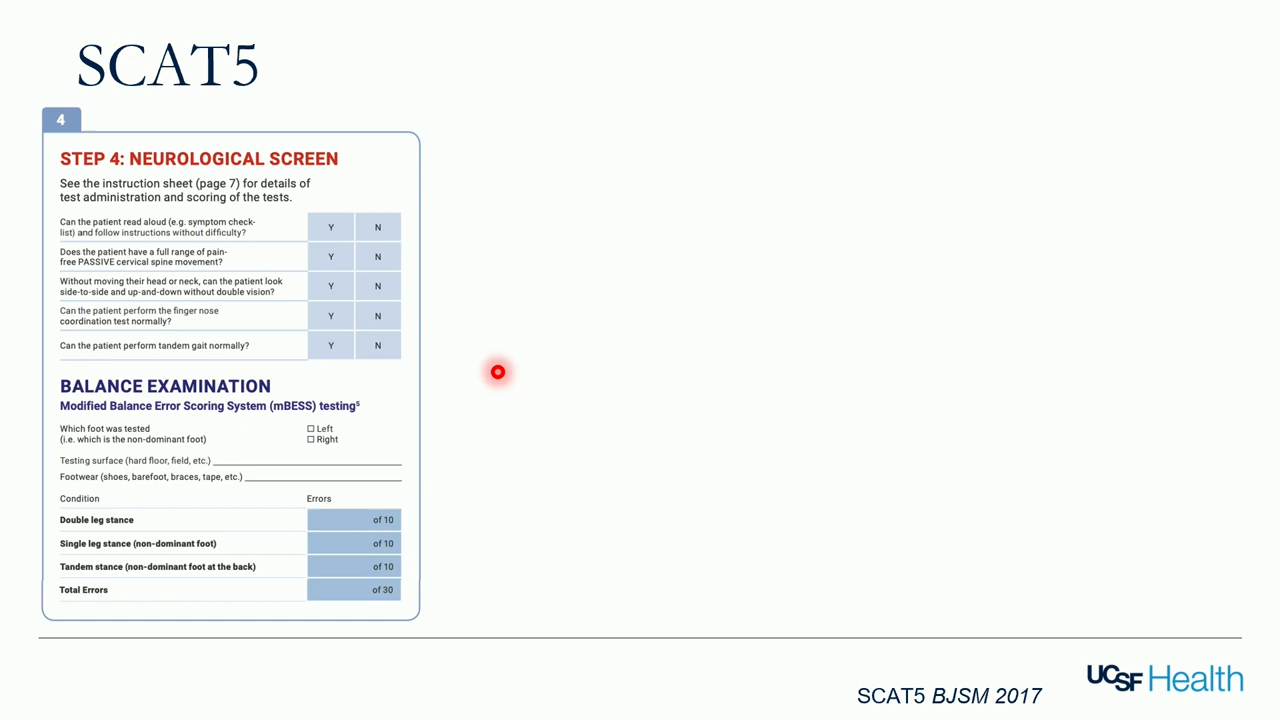 SCAT5
4
STEP 4: NEUROLOGICAL SCREEN
See the instruction sheet (page 7) for details of
test administration and scoring of the tests.
Can the patient read aloud (e.g. symptom check-
list) and follow instructions without difficulty? Y N
Does the patient have a full range of pain-
free PASSIVE cervical spine movement? Y N
Without moving their head or neck, can the patient look
side-to-side and up-and-down without double vision? Y N
Can the patient perform the finger nose
coordination test normally? Y N
Can the patient perform tandem gait normally? Y N
BALANCE EXAMINATION
Modified Balance Error Scoring System (mBESS) testing⁵
Which foot was tested ☐ Left
(i.e. which is the non-dominant foot) ☐ Right
Testing surface (hard floor, field, etc.)
Footwear (shoes, barefoot, braces, tape, etc.)
Condition Errors
Double leg stance of 10
Single leg stance (non-dominant foot) of 10
Tandem stance (non-dominant foot at the back) of 10
Total Errors of 30
SCAT5 BJSM 2017
UCSF Health